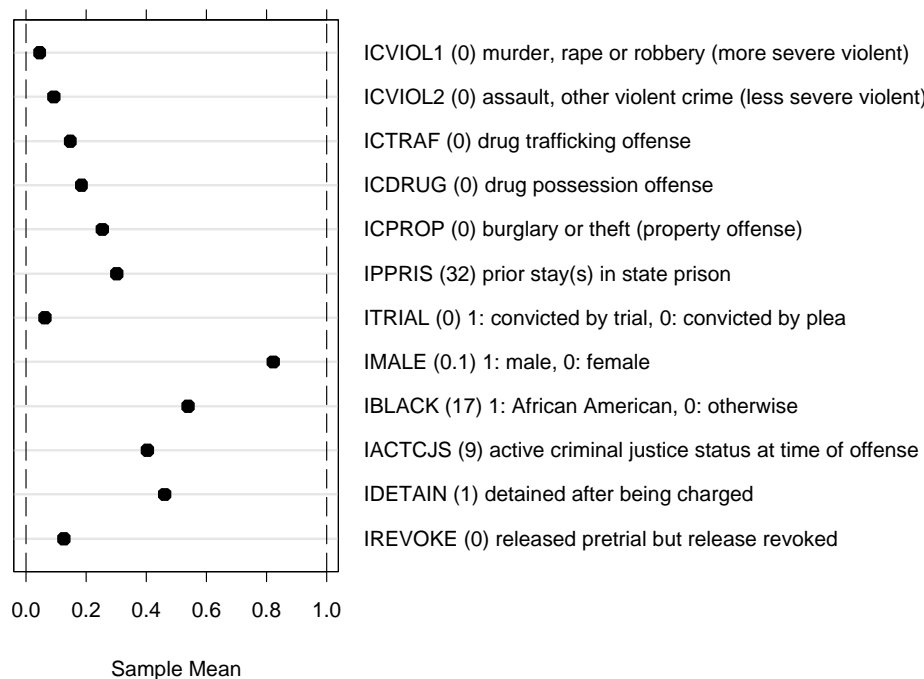 ICVIOL1 (0) murder, rape or robbery (more severe violent)
ICVIOL2 (0) assault, other violent crime (less severe violent)
ICTRAF (0) drug trafficking offense
ICDRUG (0) drug possession offense
ICPROP (0) burglary or theft (property offense)
IPPRIS (32) prior stay(s) in state prison
ITRIAL (0) 1: convicted by trial, 0: convicted by plea
IMALE (0.1) 1: male, 0: female
IBLACK (17) 1: African American, 0: otherwise
IACTCJS (9) active criminal justice status at time of offense
IDETAIN (1) detained after being charged
IREVOKE (0) released pretrial but release revoked
0.0 0.2 0.4 0.6 0.8 1.0
Sample Mean